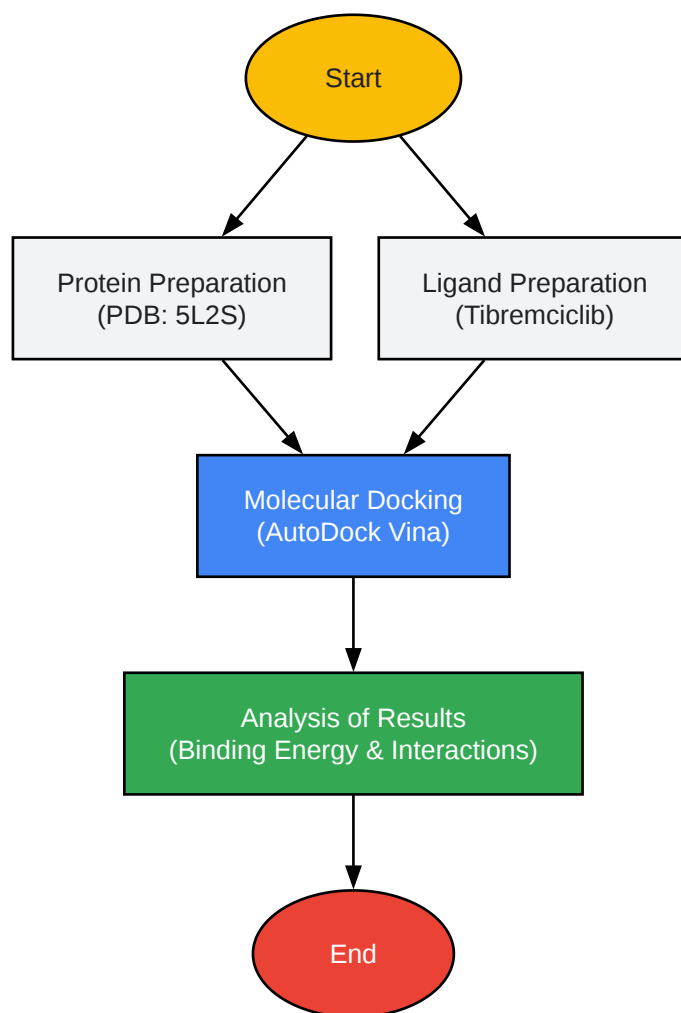 Start
Protein Preparation
(PDB: 5L2S)
Ligand Preparation
(Tibremciclib)
Molecular Docking
(AutoDock Vina)
Analysis of Results
(Binding Energy & Interactions)
End